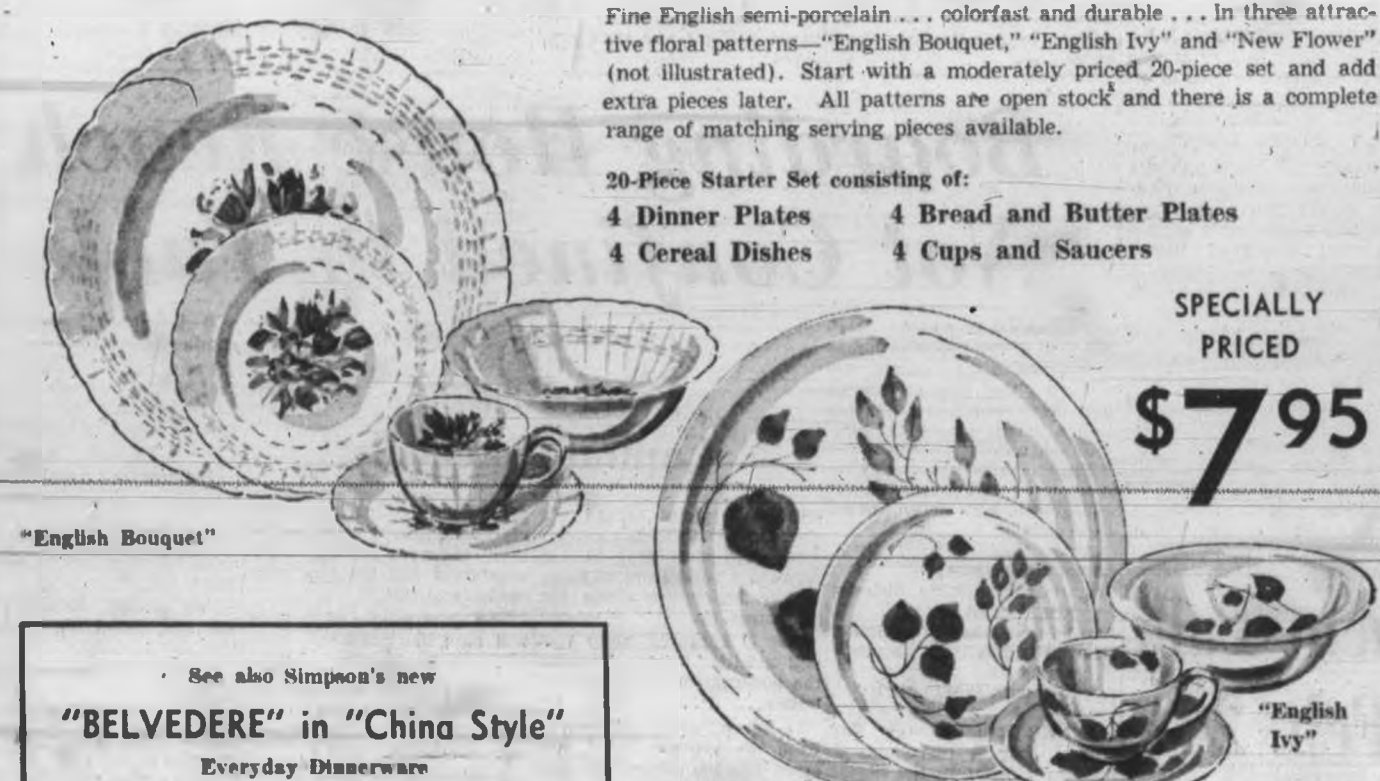 Fine English semi-porcelain . . . colorfast and durable . . . In three attrac-
tive floral patterns—"English Bouquet," "English Ivy" and "New Flower"
(not illustrated). Start with a moderately priced 20-piece set and add
extra pieces later. All patterns are open stock and there is a complete
range of matching serving pieces available.
20-Piece Starter Set consisting of:
4 Dinner Plates 4 Bread and Butter Plates
4 Cereal Dishes 4 Cups and Saucers
SPECIALLY
PRICED
$7 95
"English Bouquet"
"English
Ivy"
See also Simpson's new
"BELVEDERE" in "China Style"
Everyday Dinnerware